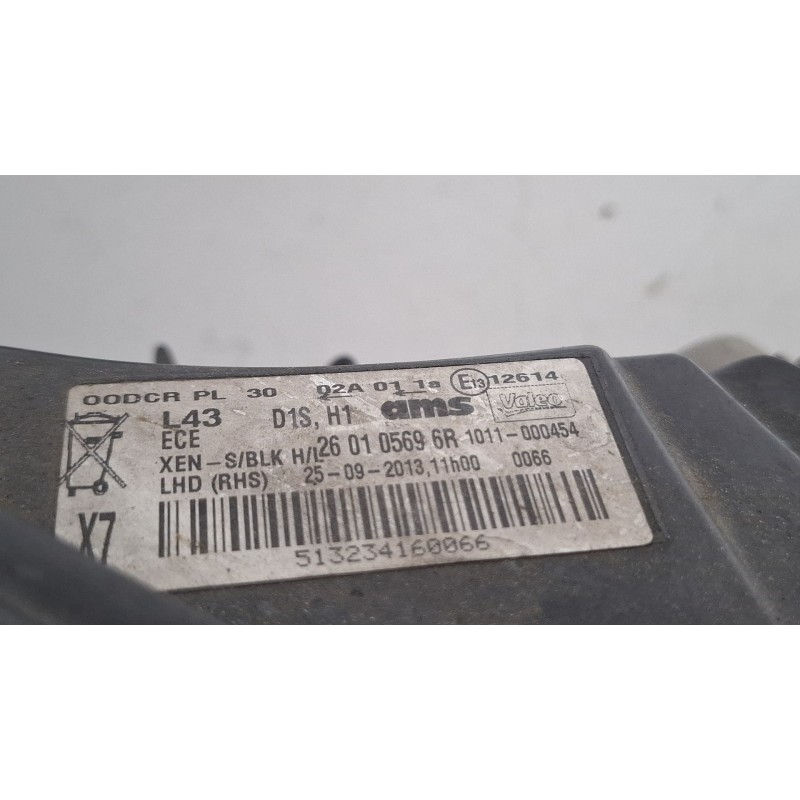 00DCR PL 30 02A 01 1a E13 12614
L43 D1S, H1 ams Valeo
ECE 26 01 0569 6R-1011-000454
XEN-S/BLK H/L
LHD (RHS) 25-09-2013,11h00 0066
X7
513234160066